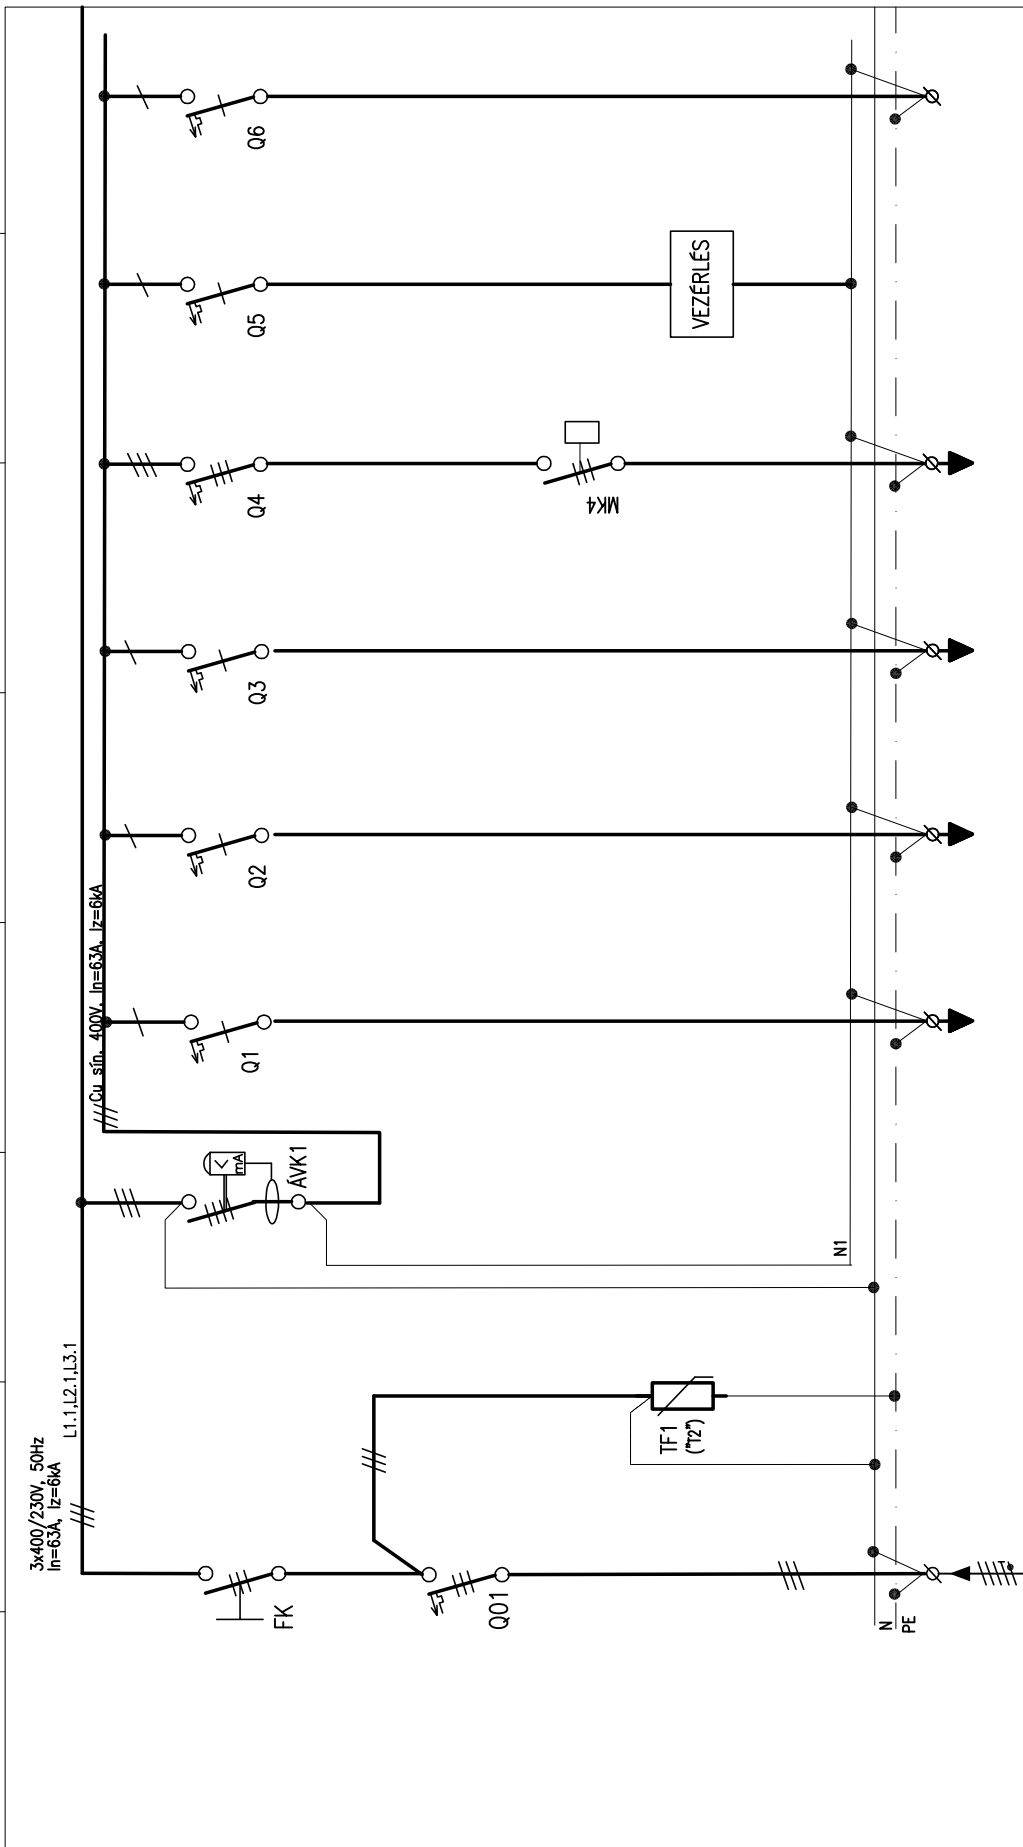 3x400/230V, 50Hz
In=63A, Iz=6kA
L1.1,L2.1,L3.1
Cu sín, 400V, In=63A, Iz=6kA
FK
Q01
TF1
("T2")
ÁVK1
mA
Q1
Q2
Q3
Q4
Q5
Q6
MK4
VEZÉRLÉS
N1
N
PE